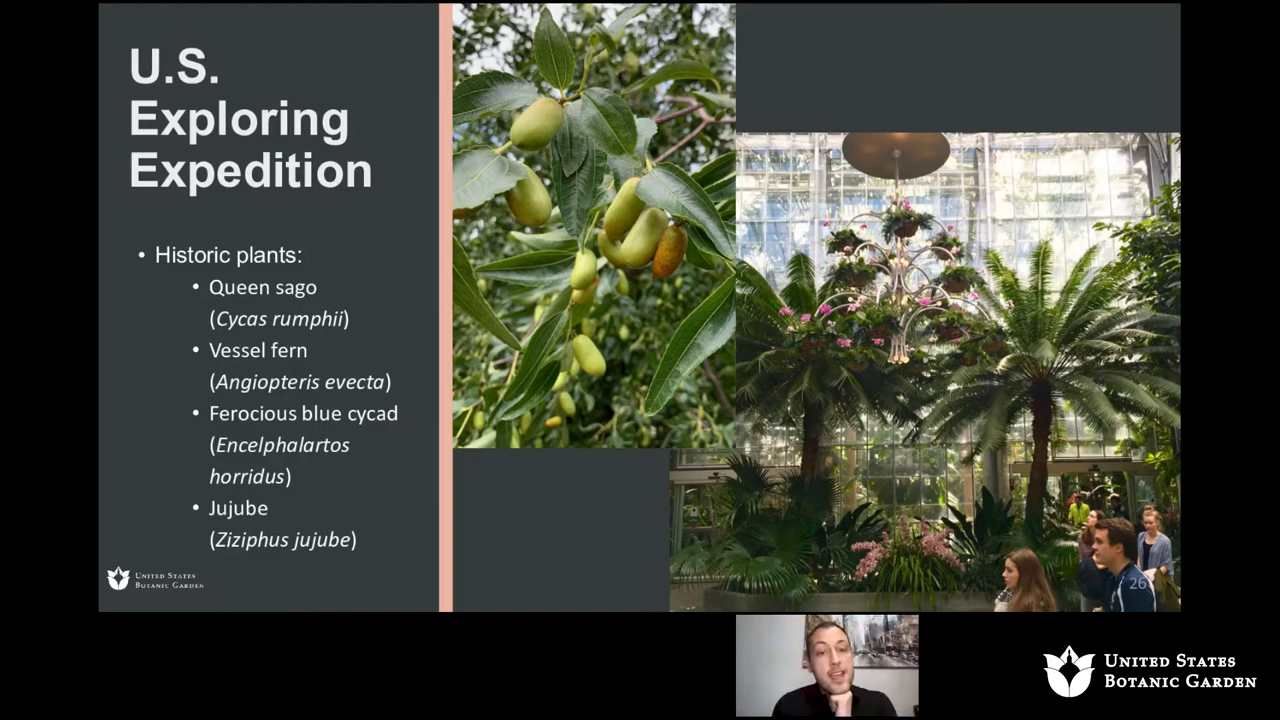 U.S.
Exploring
Expedition
• Historic plants:
• Queen sago
(Cycas rumphii)
• Vessel fern
(Angiopteris evecta)
• Ferocious blue cycad
(Encelphalartos
horridus)
• Jujube
(Ziziphus jujube)
UNITED STATES
BOTANIC GARDEN
26
UNITED STATES
BOTANIC GARDEN